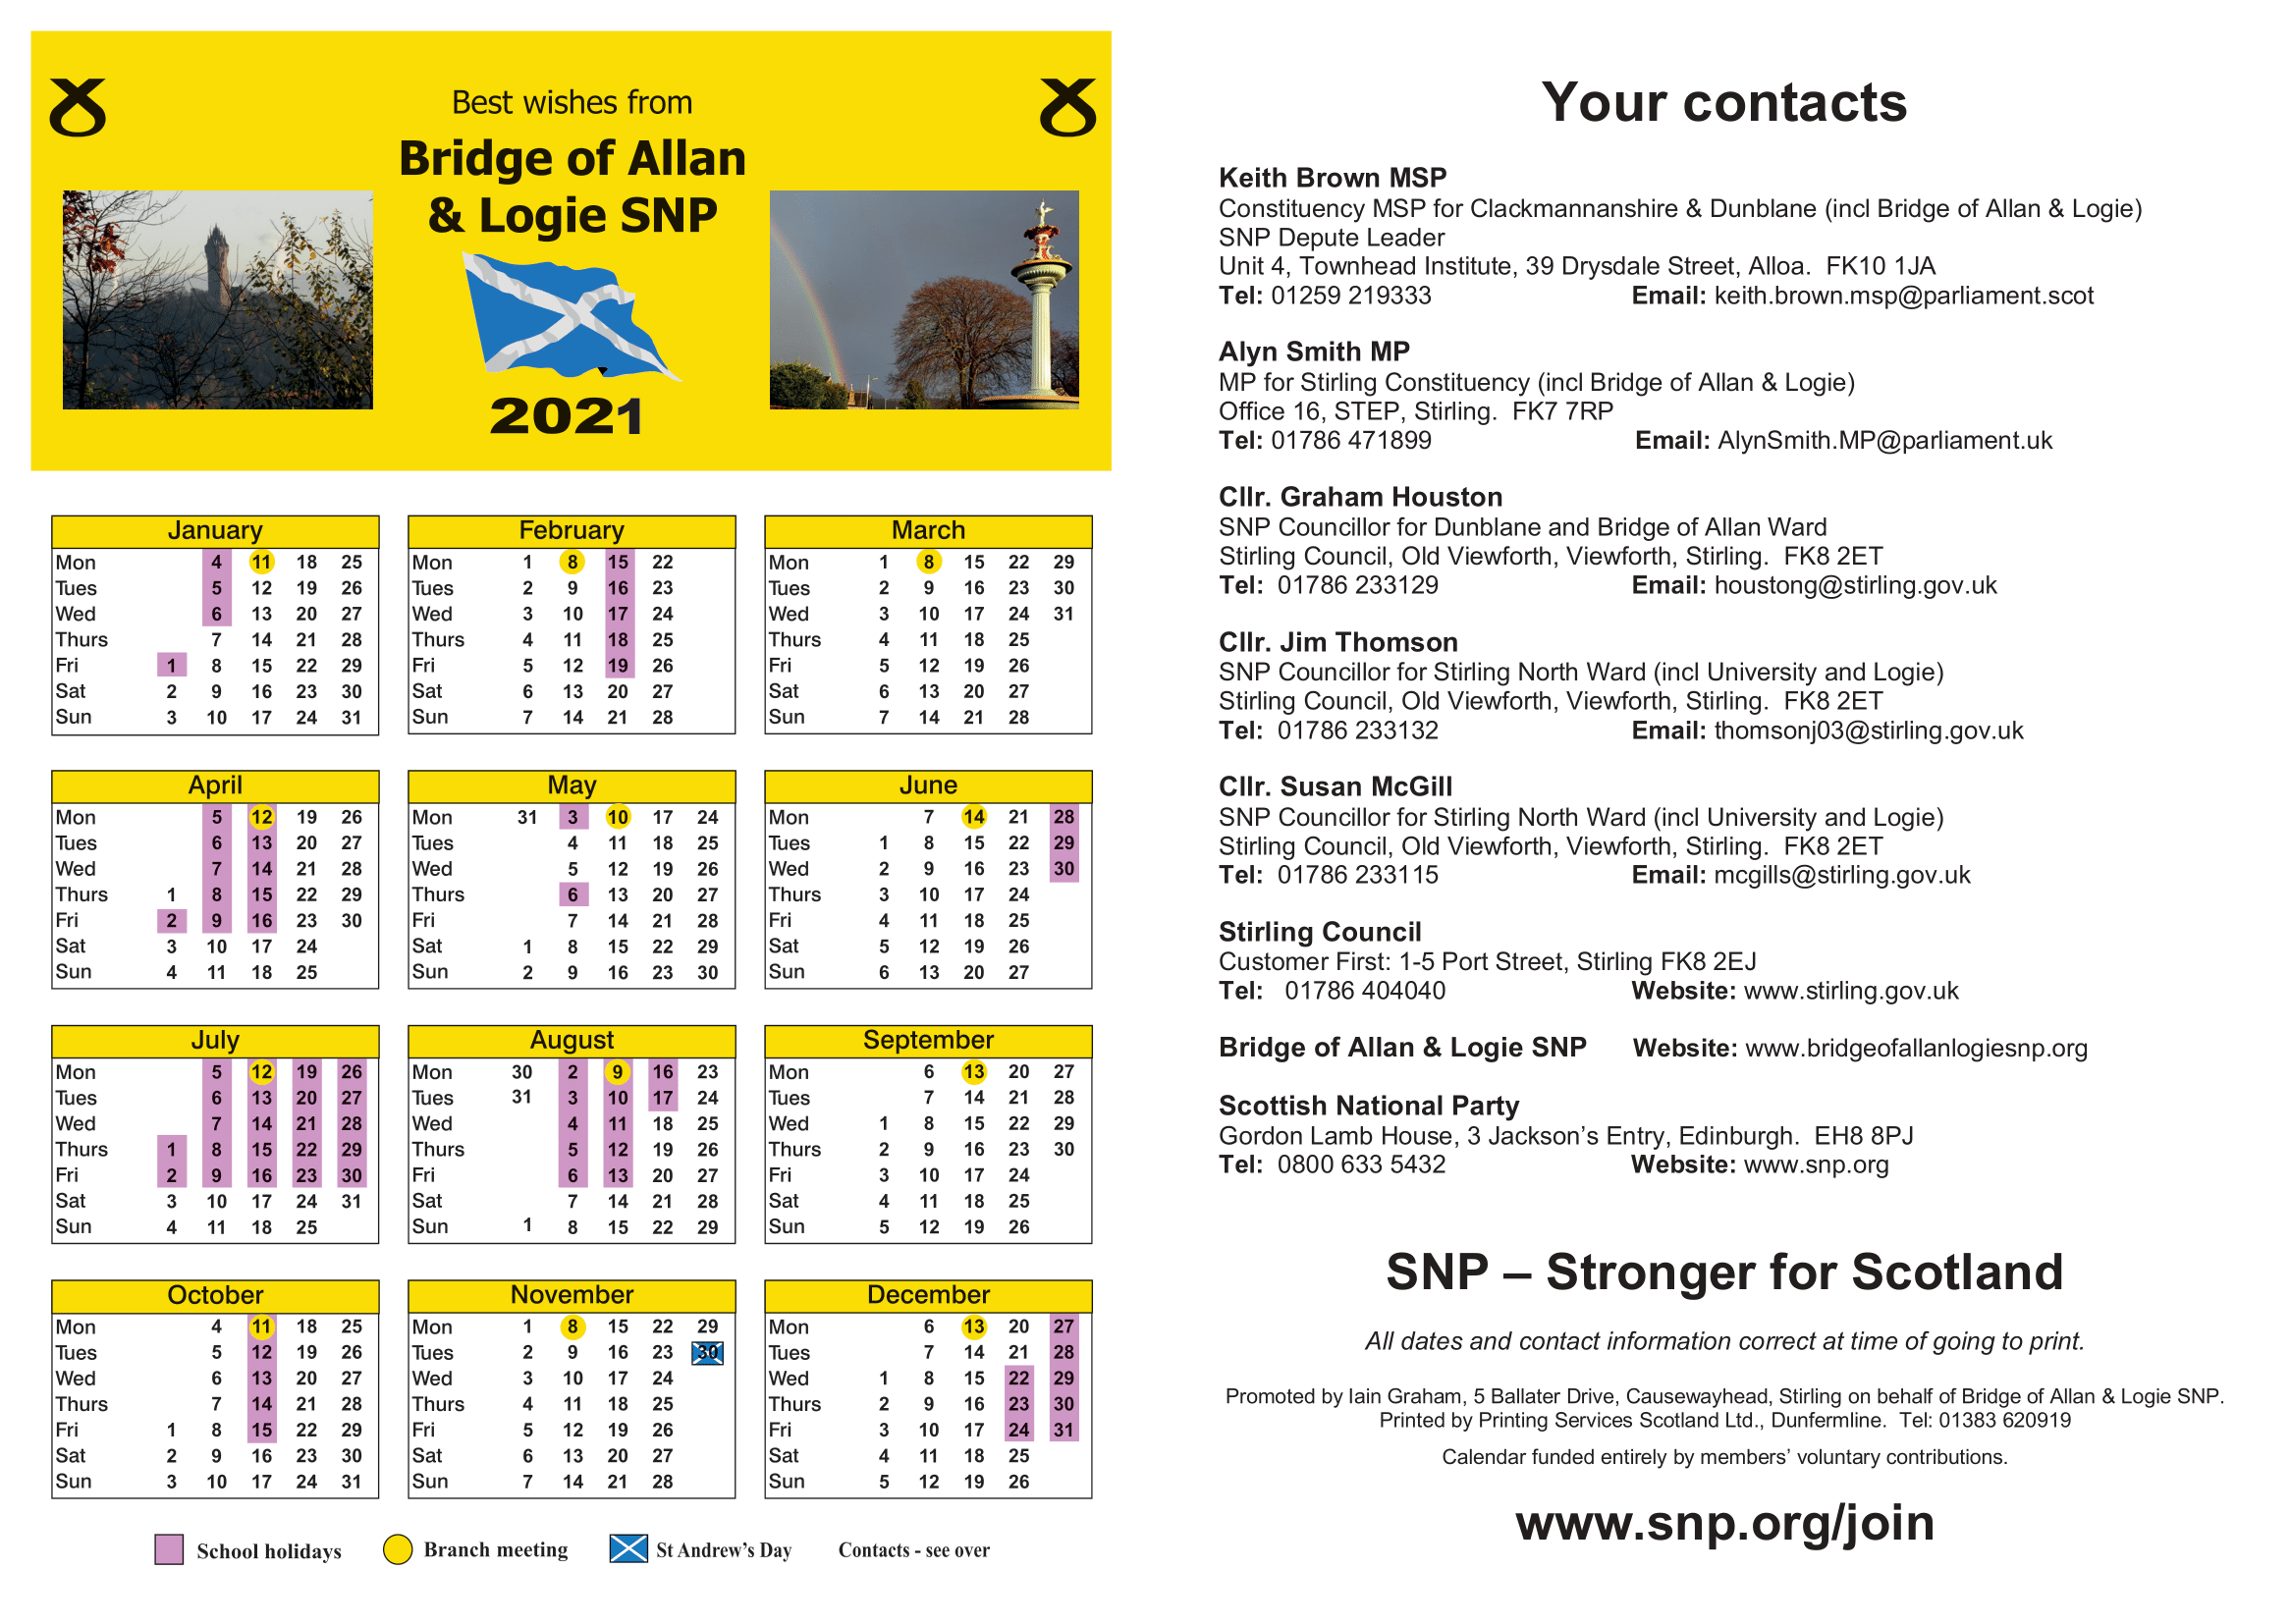 Best wishes from
Bridge of Allan
& Logie SNP
2021
January
Mon 4 11 18 25
Tues 5 12 19 26
Wed 6 13 20 27
Thurs 7 14 21 28
Fri 1 8 15 22 29
Sat 2 9 16 23 30
Sun 3 10 17 24 31
February
Mon 1 8 15 22
Tues 2 9 16 23
Wed 3 10 17 24
Thurs 4 11 18 25
Fri 5 12 19 26
Sat 6 13 20 27
Sun 7 14 21 28
March
Mon 1 8 15 22 29
Tues 2 9 16 23 30
Wed 3 10 17 24 31
Thurs 4 11 18 25
Fri 5 12 19 26
Sat 6 13 20 27
Sun 7 14 21 28
April
Mon 5 12 19 26
Tues 6 13 20 27
Wed 7 14 21 28
Thurs 1 8 15 22 29
Fri 2 9 16 23 30
Sat 3 10 17 24
Sun 4 11 18 25
May
Mon 31 3 10 17 24
Tues 4 11 18 25
Wed 5 12 19 26
Thurs 6 13 20 27
Fri 7 14 21 28
Sat 1 8 15 22 29
Sun 2 9 16 23 30
June
Mon 7 14 21 28
Tues 1 8 15 22 29
Wed 2 9 16 23 30
Thurs 3 10 17 24
Fri 4 11 18 25
Sat 5 12 19 26
Sun 6 13 20 27
July
Mon 5 12 19 26
Tues 6 13 20 27
Wed 7 14 21 28
Thurs 1 8 15 22 29
Fri 2 9 16 23 30
Sat 3 10 17 24 31
Sun 4 11 18 25
August
Mon 30 2 9 16 23
Tues 31 3 10 17 24
Wed 4 11 18 25
Thurs 5 12 19 26
Fri 6 13 20 27
Sat 7 14 21 28
Sun 1 8 15 22 29
September
Mon 6 13 20 27
Tues 7 14 21 28
Wed 1 8 15 22 29
Thurs 2 9 16 23 30
Fri 3 10 17 24
Sat 4 11 18 25
Sun 5 12 19 26
October
Mon 4 11 18 25
Tues 5 12 19 26
Wed 6 13 20 27
Thurs 7 14 21 28
Fri 1 8 15 22 29
Sat 2 9 16 23 30
Sun 3 10 17 24 31
November
Mon 1 8 15 22 29
Tues 2 9 16 23 30
Wed 3 10 17 24
Thurs 4 11 18 25
Fri 5 12 19 26
Sat 6 13 20 27
Sun 7 14 21 28
December
Mon 6 13 20 27
Tues 7 14 21 28
Wed 1 8 15 22 29
Thurs 2 9 16 23 30
Fri 3 10 17 24 31
Sat 4 11 18 25
Sun 5 12 19 26
School holidays
Branch meeting
St Andrew's Day
Contacts - see over
Your contacts
Keith Brown MSP
Constituency MSP for Clackmannanshire & Dunblane (incl Bridge of Allan & Logie)
SNP Depute Leader
Unit 4, Townhead Institute, 39 Drysdale Street, Alloa. FK10 1JA
Tel: 01259 219333 Email: keith.brown.msp@parliament.scot
Alyn Smith MP
MP for Stirling Constituency (incl Bridge of Allan & Logie)
Office 16, STEP, Stirling. FK7 7RP
Tel: 01786 471899 Email: AlynSmith.MP@parliament.uk
Cllr. Graham Houston
SNP Councillor for Dunblane and Bridge of Allan Ward
Stirling Council, Old Viewforth, Viewforth, Stirling. FK8 2ET
Tel: 01786 233129 Email: houstong@stirling.gov.uk
Cllr. Jim Thomson
SNP Councillor for Stirling North Ward (incl University and Logie)
Stirling Council, Old Viewforth, Viewforth, Stirling. FK8 2ET
Tel: 01786 233132 Email: thomsonj03@stirling.gov.uk
Cllr. Susan McGill
SNP Councillor for Stirling North Ward (incl University and Logie)
Stirling Council, Old Viewforth, Viewforth, Stirling. FK8 2ET
Tel: 01786 233115 Email: mcgills@stirling.gov.uk
Stirling Council
Customer First: 1-5 Port Street, Stirling FK8 2EJ
Tel: 01786 404040 Website: www.stirling.gov.uk
Bridge of Allan & Logie SNP Website: www.bridgeofallanlogiesnp.org
Scottish National Party
Gordon Lamb House, 3 Jackson's Entry, Edinburgh. EH8 8PJ
Tel: 0800 633 5432 Website: www.snp.org
SNP – Stronger for Scotland
All dates and contact information correct at time of going to print.
Promoted by Iain Graham, 5 Ballater Drive, Causewayhead, Stirling on behalf of Bridge of Allan & Logie SNP.
Printed by Printing Services Scotland Ltd., Dunfermline. Tel: 01383 620919
Calendar funded entirely by members' voluntary contributions.
www.snp.org/join